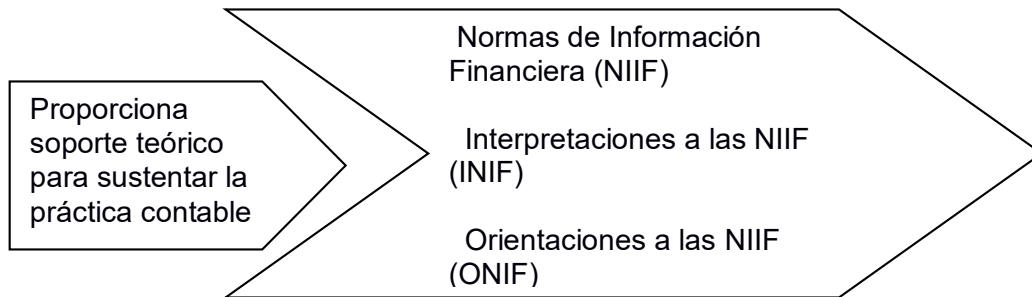 Proporciona
soporte teórico
para sustentar la
práctica contable
Normas de Información
Financiera (NIIF)
Interpretaciones a las NIIF
(INIF)
Orientaciones a las NIIF
(ONIF)